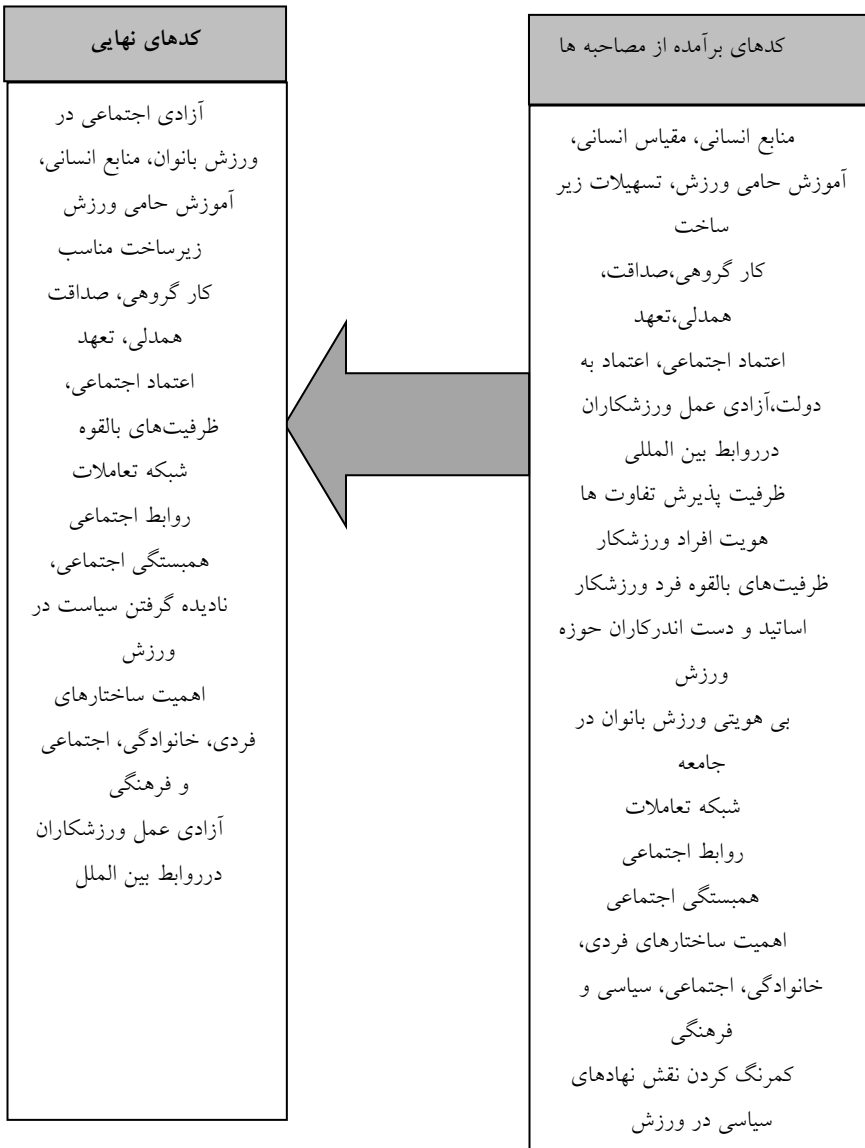 کدهای برآمده از مصاحبه ها
منابع انسانی، مقیاس انسانی،
آموزش حامی ورزش، تسهیلات زیر
ساخت
کار گروهی،صداقت،
همدلی،تعهد
اعتماد اجتماعی، اعتماد به
دولت،آزادی عمل ورزشکاران
درروابط بین المللی
ظرفیت پذیرش تفاوت ها
هویت افراد ورزشکار
ظرفیت‌های بالقوه فرد ورزشکار
اساتید و دست اندرکاران حوزه
ورزش
بی هویتی ورزش بانوان در
جامعه
شبکه تعاملات
روابط اجتماعی
همبستگی اجتماعی
اهمیت ساختارهای فردی،
خانوادگی، اجتماعی، سیاسی و
فرهنگی
کمرنگ کردن نقش نهادهای
سیاسی در ورزش
کدهای نهایی
آزادی اجتماعی در
ورزش بانوان، منابع انسانی،
آموزش حامی ورزش
زیرساخت مناسب
کار گروهی، صداقت
همدلی، تعهد
اعتماد اجتماعی،
ظرفیت‌های بالقوه
شبکه تعاملات
روابط اجتماعی
همبستگی اجتماعی،
نادیده گرفتن سیاست در
ورزش
اهمیت ساختارهای
فردی، خانوادگی، اجتماعی
و فرهنگی
آزادی عمل ورزشکاران
درروابط بین الملل